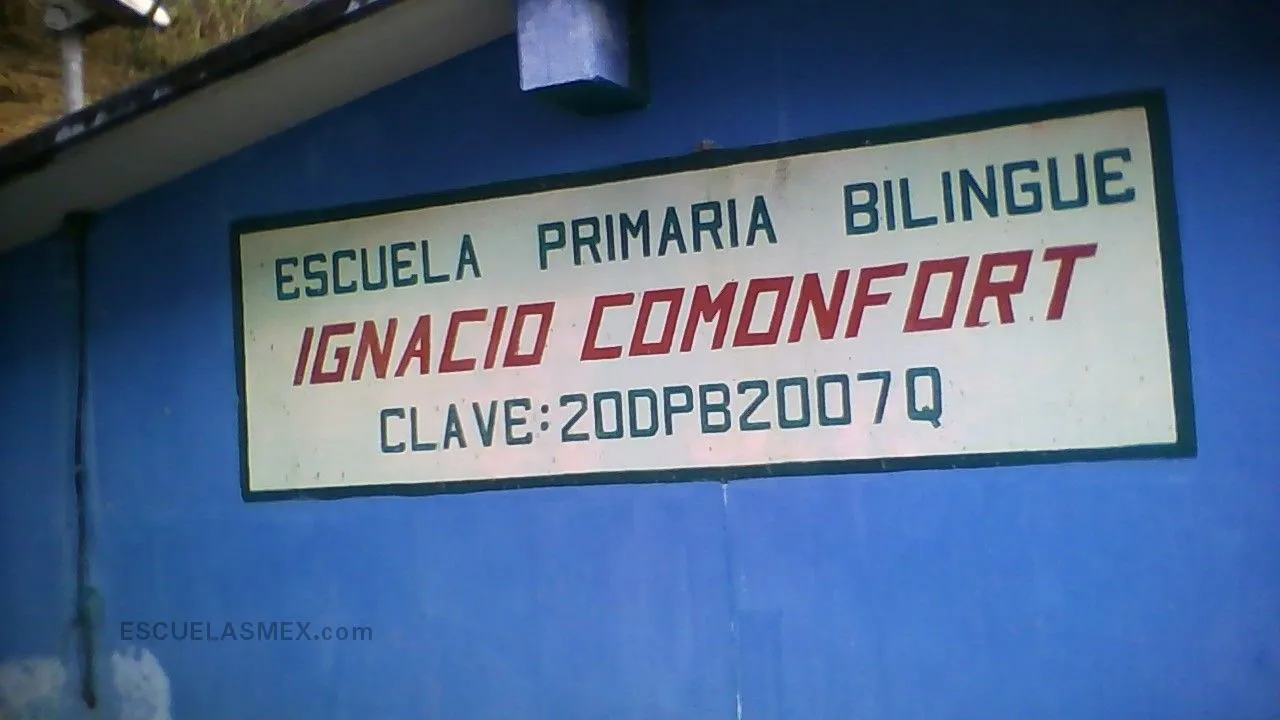 ESCUELA PRIMARIA BILINGUE
IGNACIO COMONFORT
CLAVE: 20DPB2007Q
ESCUELASMEX.com